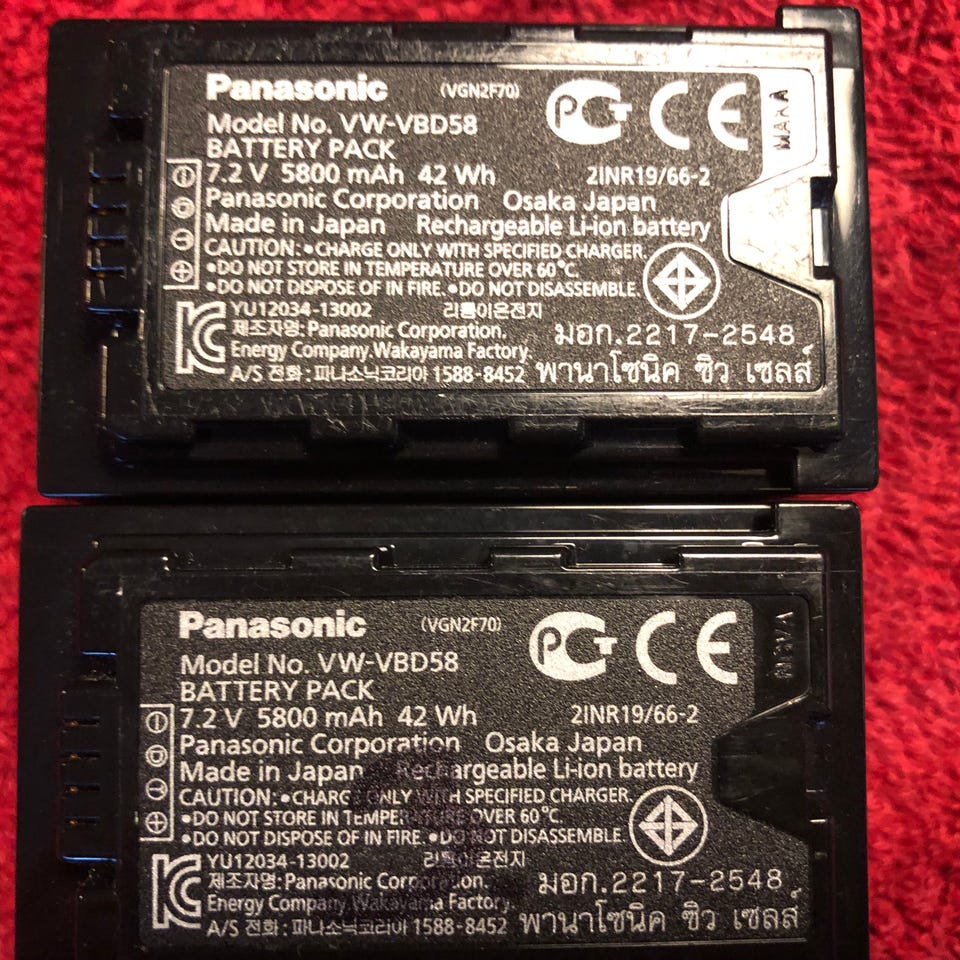 Panasonic (VGN2F70)
Model No. VW-VBD58
BATTERY PACK
7.2 V 5800 mAh 42 Wh 2INR19/66-2
Panasonic Corporation Osaka Japan
Made in Japan Rechargeable Li-ion battery
CAUTION: •CHARGE ONLY WITH SPECIFIED CHARGER.
•DO NOT STORE IN TEMPERATURE OVER 60°C.
•DO NOT DISPOSE OF IN FIRE. •DO NOT DISASSEMBLE.
YU12034-13002 리튬이온전지
제조자명: Panasonic Corporation.
Energy Company.Wakayama Factory.
A/S 전화 : 파나소닉코리아 1588-8452
มอก.2217-2548
พานาโซนิค ซิว เซลส์
PCT CE
Panasonic (VGN2F70)
Model No. VW-VBD58
BATTERY PACK
7.2 V 5800 mAh 42 Wh 2INR19/66-2
Panasonic Corporation Osaka Japan
Made in Japan Rechargeable Li-ion battery
CAUTION: •CHARGE ONLY WITH SPECIFIED CHARGER.
•DO NOT STORE IN TEMPERATURE OVER 60°C.
•DO NOT DISPOSE OF IN FIRE. •DO NOT DISASSEMBLE.
YU12034-13002 리튬이온전지
제조자명: Panasonic Corporation.
Energy Company.Wakayama Factory.
A/S 전화 : 파나소닉코리아 1588-8452
มอก.2217-2548
พานาโซนิค ซิว เซลส์
PCT CE